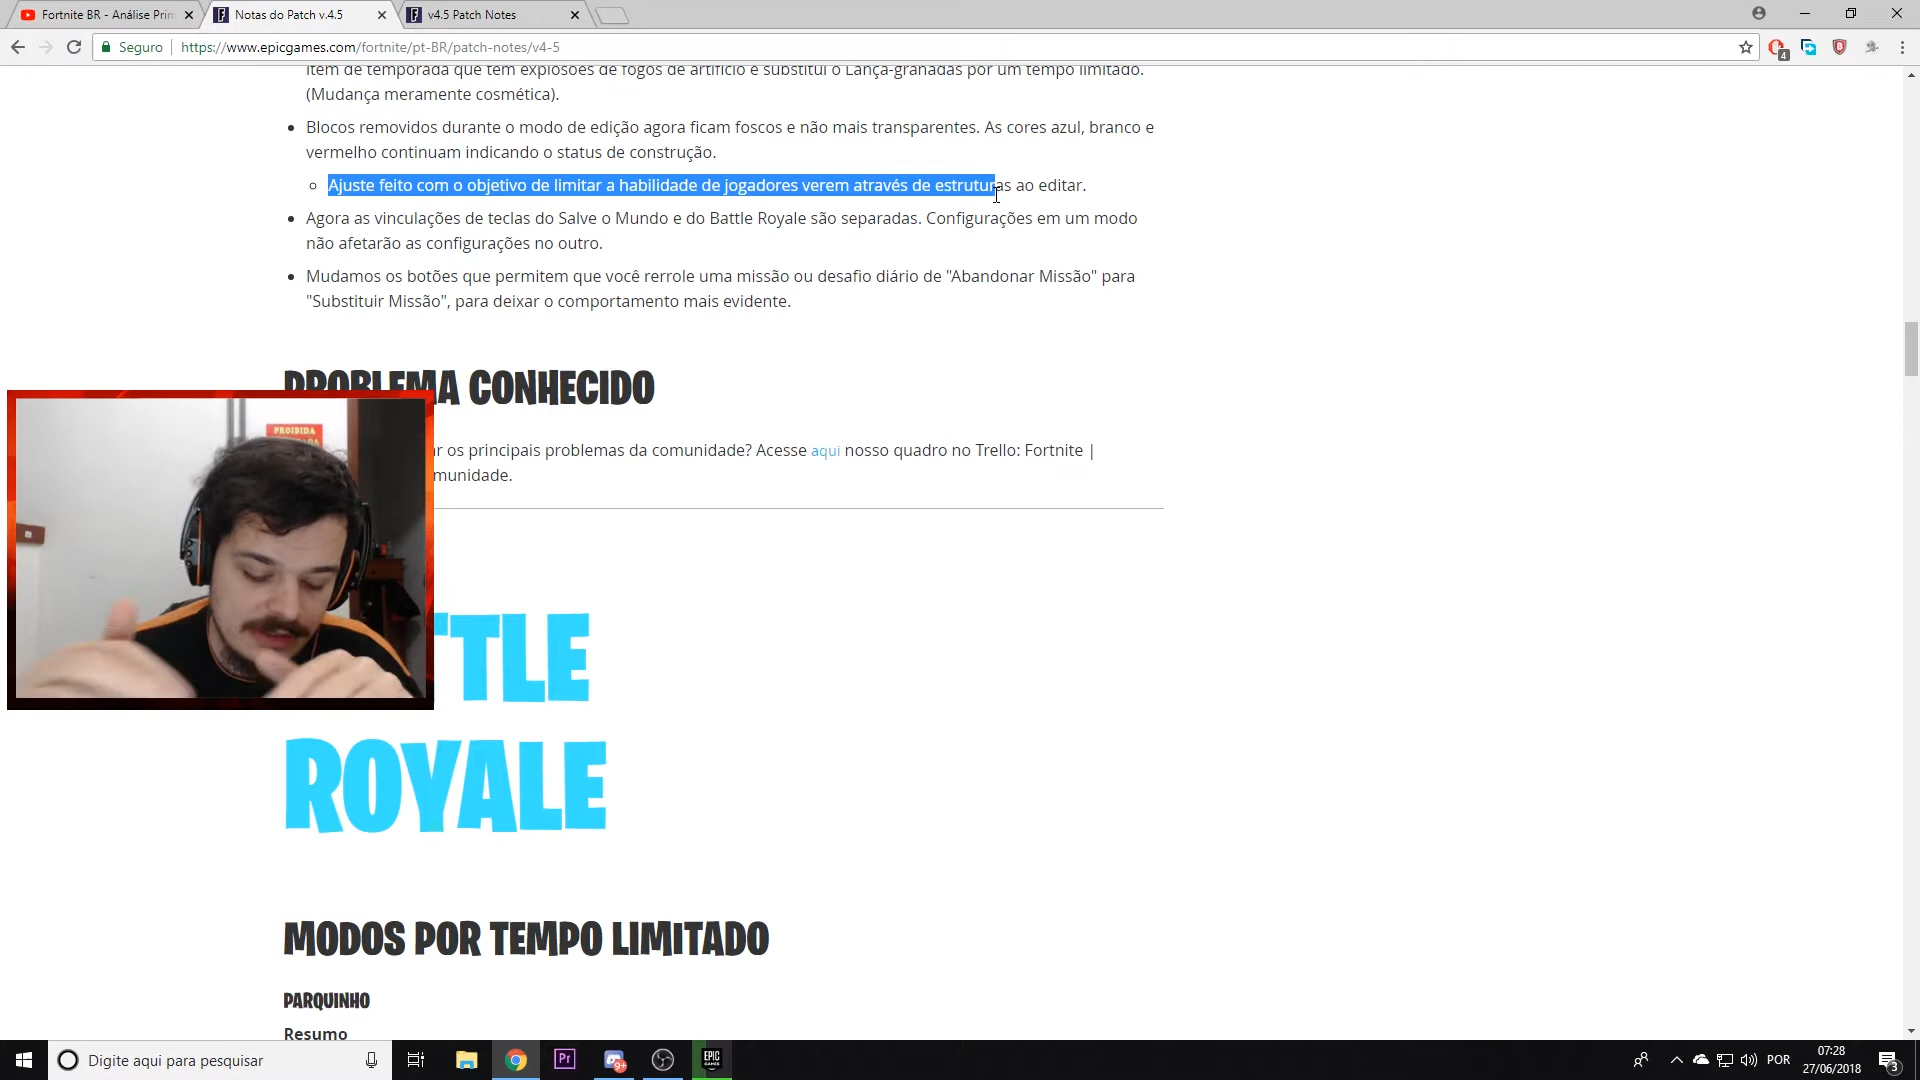 Fortnite BR - Análise Prim
Notas do Patch v.4.5
v4.5 Patch Notes
Seguro
https://www.epicgames.com/fortnite/pt-BR/patch-notes/v4-5
4
item de temporada que tem explosões de fogos de artifício e substitui o Lança-granadas por um tempo limitado.
(Mudança meramente cosmética).
Blocos removidos durante o modo de edição agora ficam foscos e não mais transparentes. As cores azul, branco e
vermelho continuam indicando o status de construção.
Ajuste feito com o objetivo de limitar a habilidade de jogadores verem através de estruturas ao editar.
Agora as vinculações de teclas do Salve o Mundo e do Battle Royale são separadas. Configurações em um modo
não afetarão as configurações no outro.
Mudamos os botões que permitem que você rerrole uma missão ou desafio diário de "Abandonar Missão" para
"Substituir Missão", para deixar o comportamento mais evidente.
PROBLEMA CONHECIDO
PROIBIDA
os principais problemas da comunidade? Acesse aqui nosso quadro no Trello: Fortnite |
munidade.
TTLE
ROYALE
MODOS POR TEMPO LIMITADO
PARQUINHO
Resumo
Digite aqui para pesquisar
Pr
9+
EPIC
GAMES
POR
07:28
27/06/2018
3